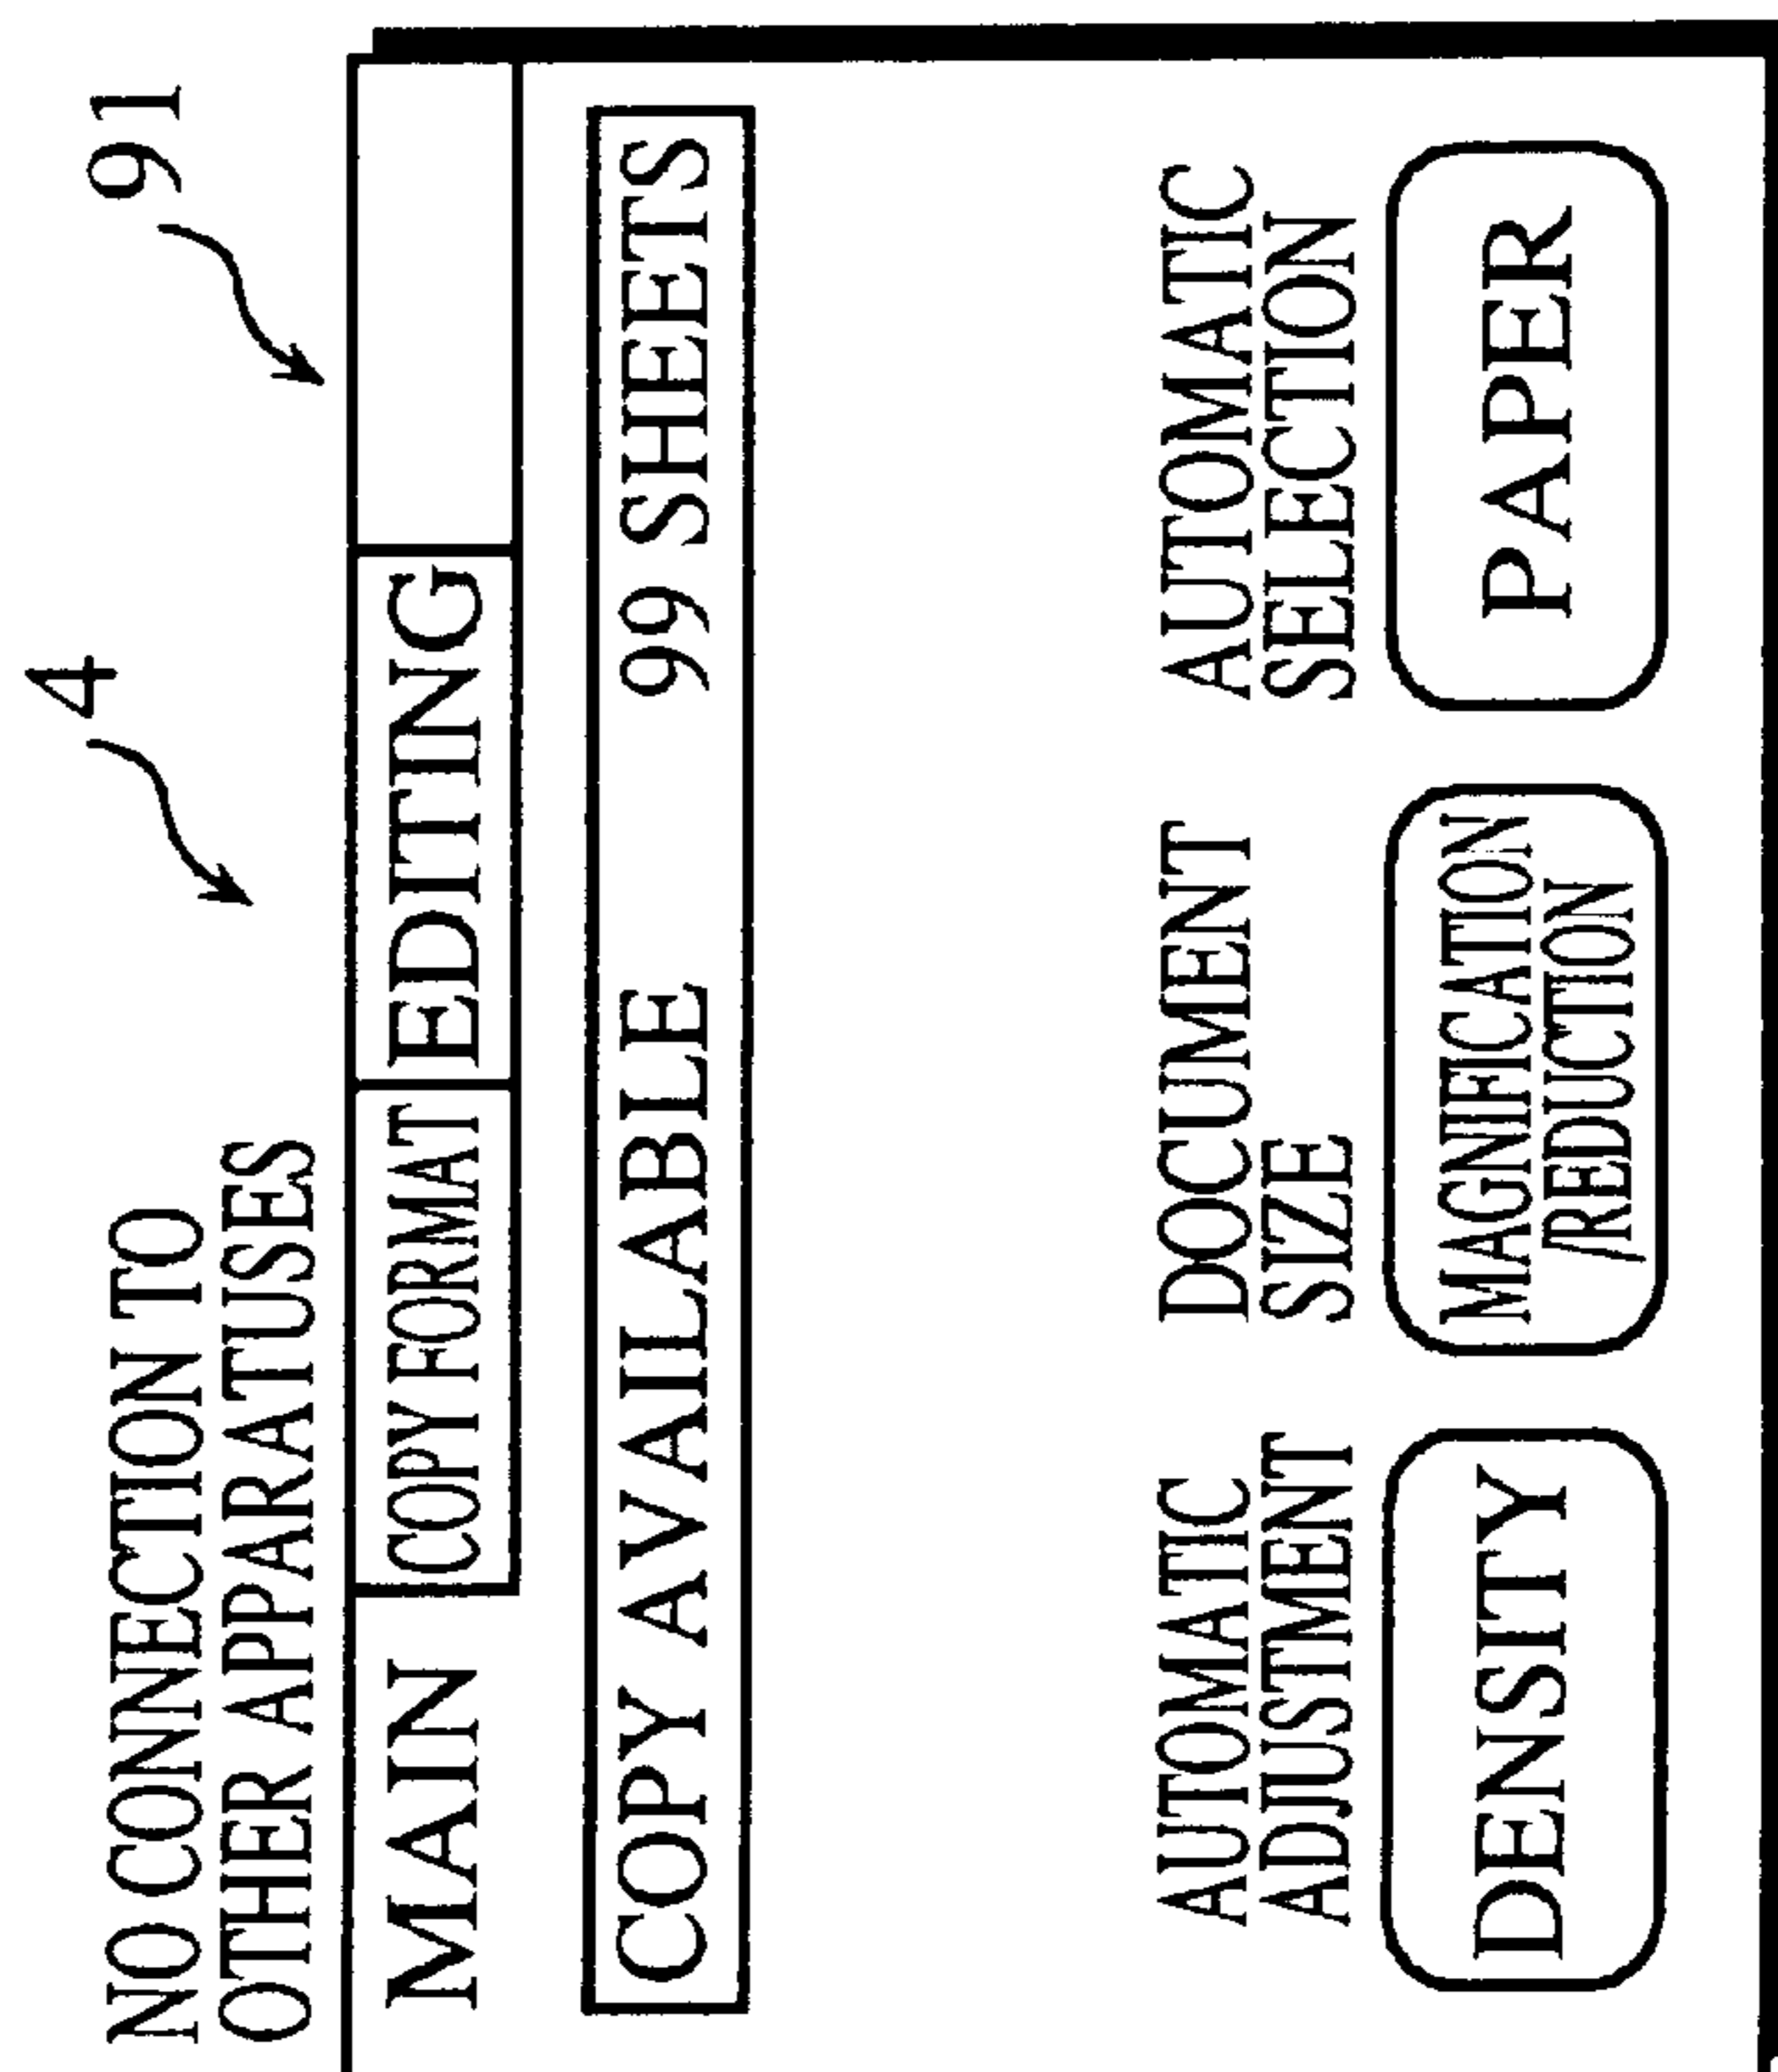 NO CONNECTION TO
OTHER APPARATUSES
4
91
MAIN COPY FORMAT EDITING
COPY AVAILABLE 99 SHEETS
AUTOMATIC
ADJUSTMENT
DENSITY
DOCUMENT
SIZE
MAGNIFICATION
/REDUCTION
AUTOMATIC
SELECTION
PAPER